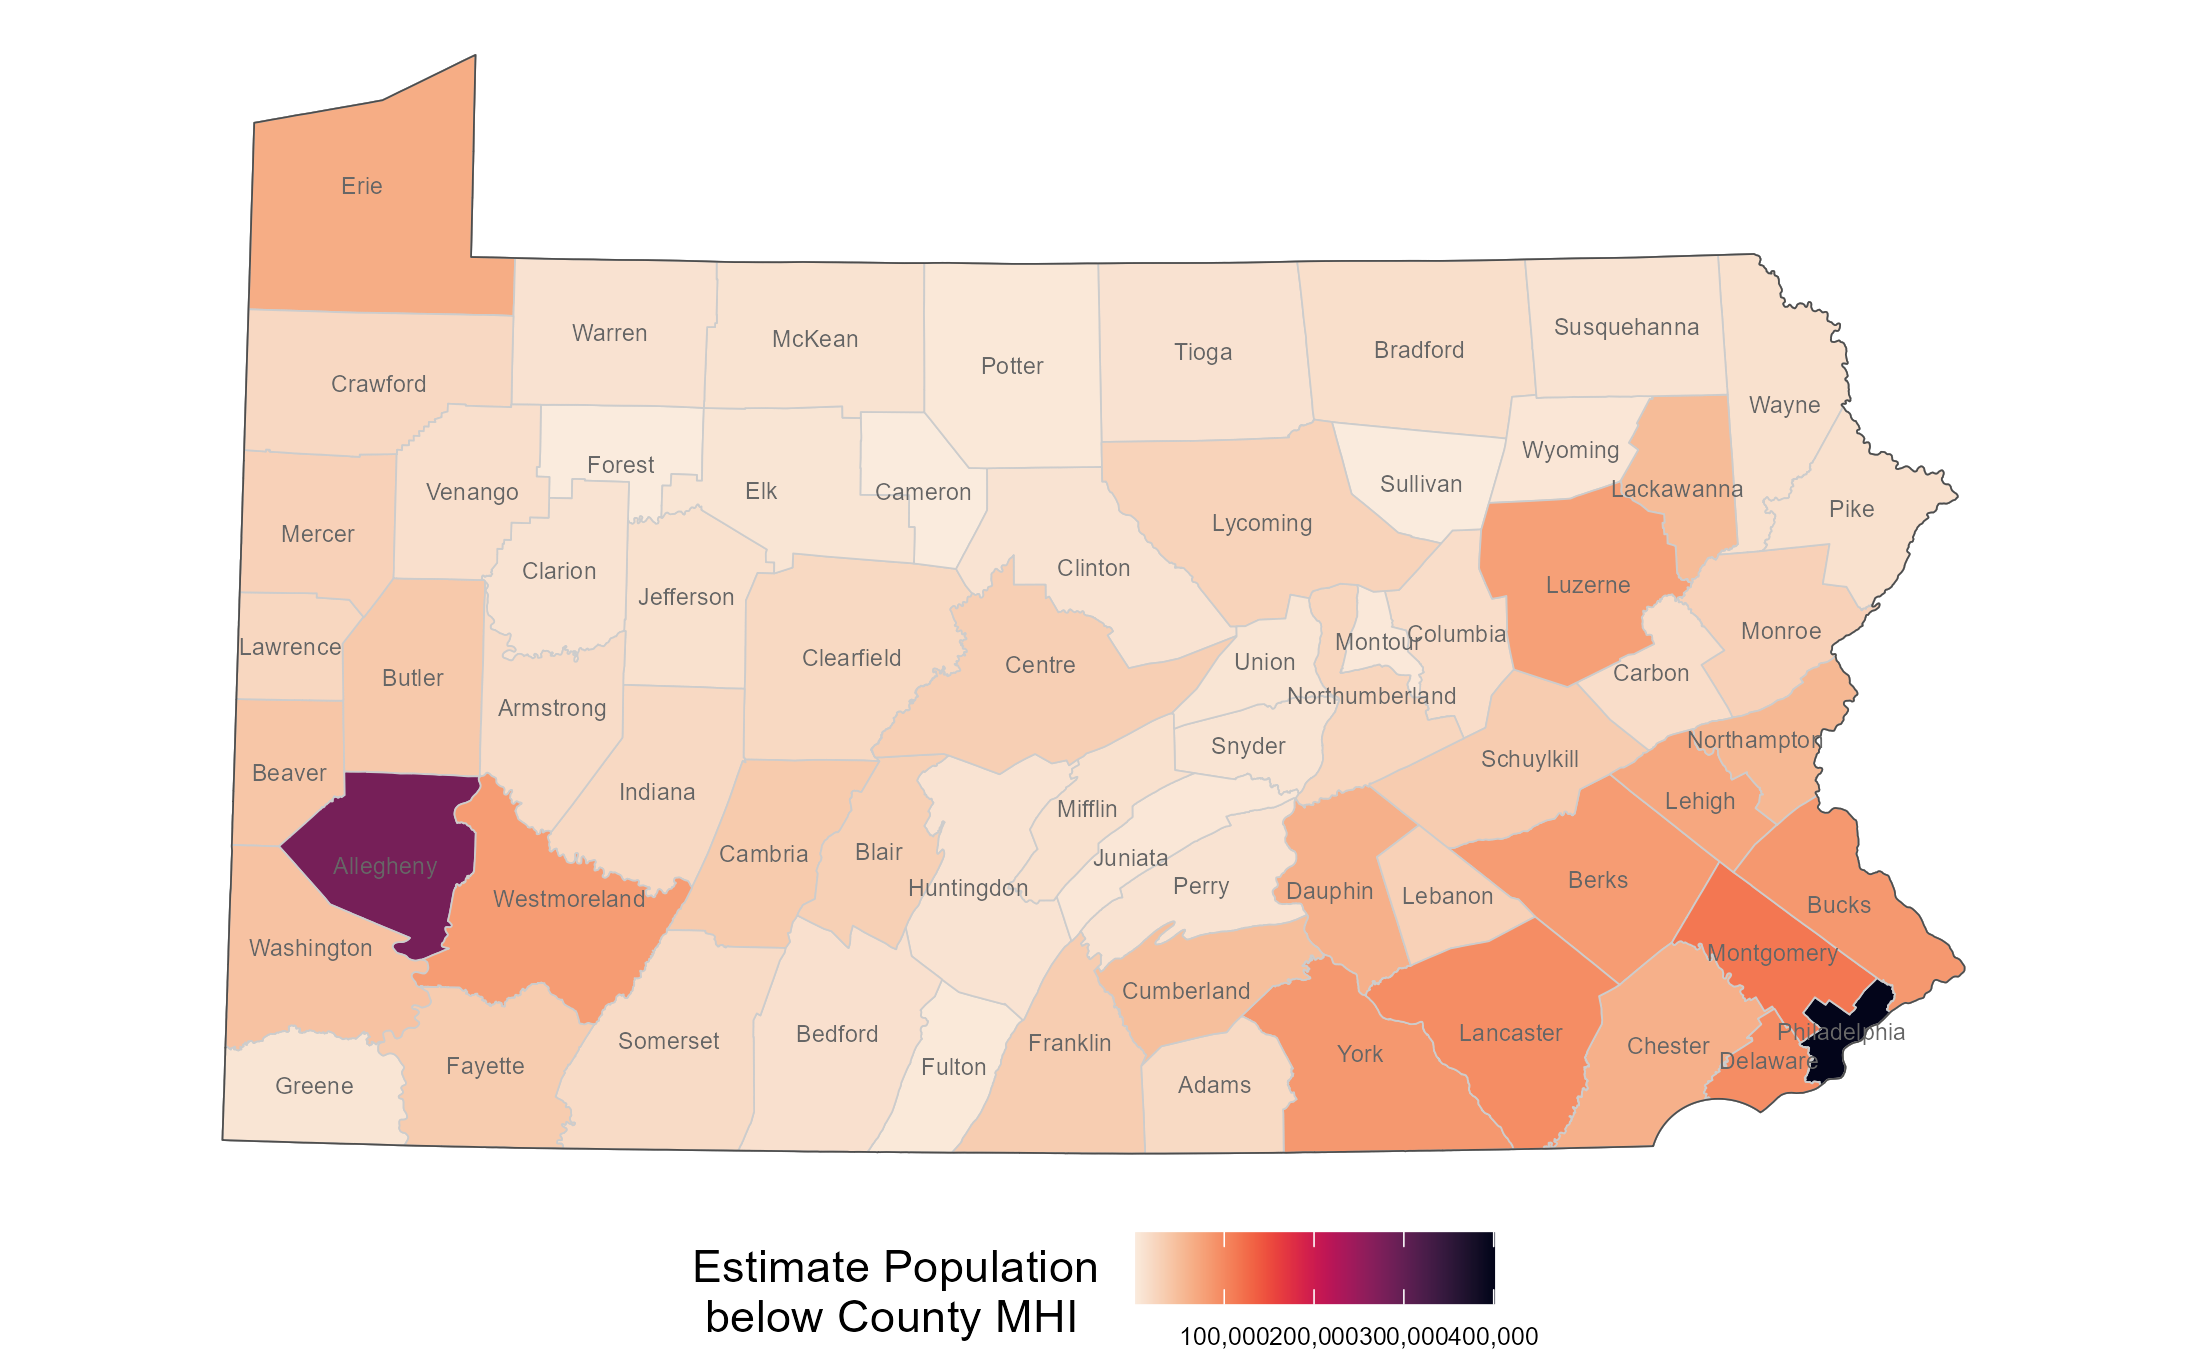 Erie
Warren
McKean
Potter
Tioga
Bradford
Susquehanna
Wayne
Crawford
Forest
Venango
Elk
Cameron
Sullivan
Wyoming
Lackawanna
Pike
Mercer
Clarion
Jefferson
Clinton
Lycoming
Luzerne
Monroe
Lawrence
Butler
Armstrong
Clearfield
Centre
Union
Montour
Columbia
Northumberland
Carbon
Beaver
Indiana
Snyder
Schuylkill
Northampton
Lehigh
Allegheny
Westmoreland
Cambria
Blair
Huntingdon
Mifflin
Juniata
Perry
Dauphin
Lebanon
Berks
Bucks
Washington
Cumberland
Montgomery
Greene
Fayette
Somerset
Bedford
Fulton
Franklin
Adams
York
Lancaster
Chester
Delaware
Philadelphia
Estimate Population
below County MHI
100,000 200,000 300,000 400,000